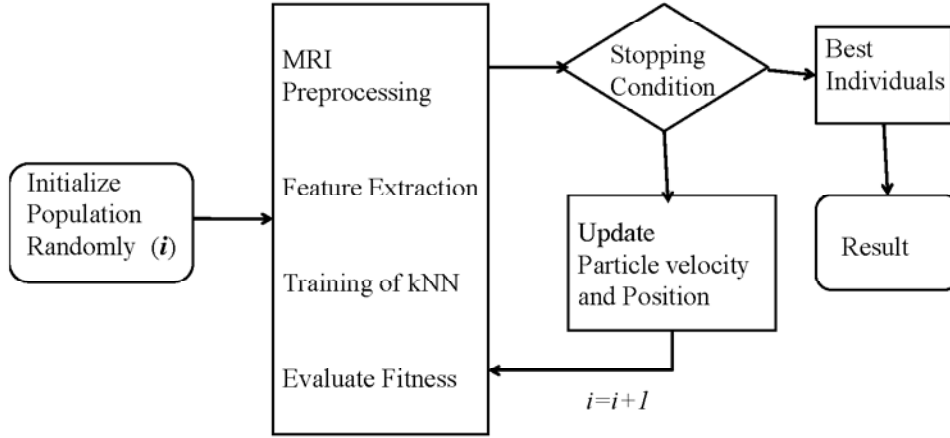 Initialize
Population
Randomly (i)
MRI
Preprocessing
Feature Extraction
Training of kNN
Evaluate Fitness
Stopping
Condition
Update
Particle velocity
and Position
i=i+1
Best
Individuals
Result